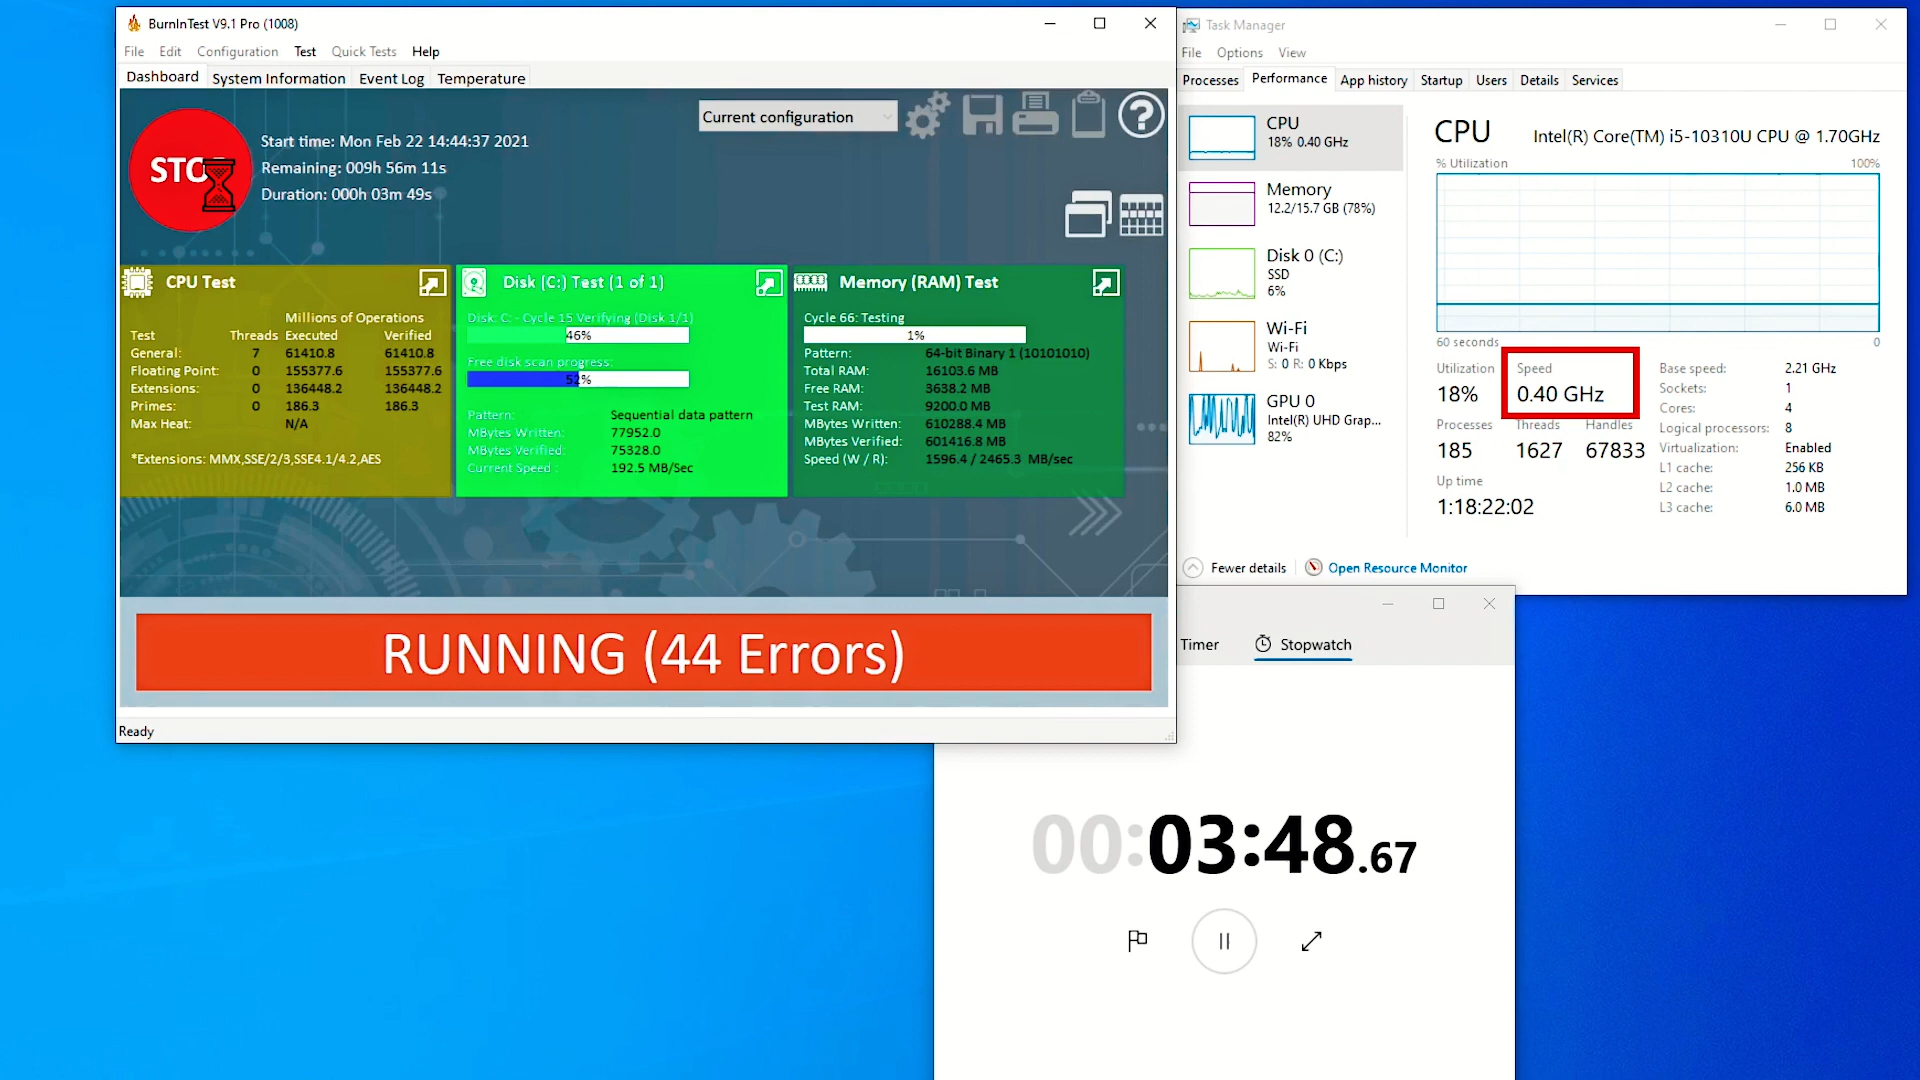 BurnInTest V9.1 Pro (1008)
File Edit Configuration Test Quick Tests Help
Dashboard System Information Event Log Temperature
Current configuration
Start time: Mon Feb 22 14:44:37 2021
Remaining: 009h 56m 11s
Duration: 000h 03m 49s
CPU Test
Millions of Operations
Test Threads Executed Verified
General: 7 61410.8 61410.8
Floating Point: 0 155377.6 155377.6
Extensions: 0 136448.2 136448.2
Primes: 0 186.3 186.3
Max Heat: N/A
*Extensions: MMX,SSE/2/3,SSE4.1/4.2,AES
Disk (C:) Test (1 of 1)
Disk: C: - Cycle 15 Verifying (Disk 1/1)
46%
Free disk scan progress:
52%
Pattern: Sequential data pattern
MBytes Written: 77952.0
MBytes Verified: 75328.0
Current Speed : 192.5 MB/Sec
Memory (RAM) Test
Cycle 66: Testing
1%
Pattern: 64-bit Binary 1 (10101010)
Total RAM: 16103.6 MB
Free RAM: 3638.2 MB
Test RAM: 9200.0 MB
MBytes Written: 610288.4 MB
MBytes Verified: 601416.8 MB
Speed (W / R): 1596.4 / 2465.3 MB/sec
RUNNING (44 Errors)
Ready
Task Manager
File Options View
Processes Performance App history Startup Users Details Services
CPU
18% 0.40 GHz
Memory
12.2/15.7 GB (78%)
Disk 0 (C:)
SSD
6%
Wi-Fi
Wi-Fi
S: 0 R: 0 Kbps
GPU 0
Intel(R) UHD Grap...
82%
CPU Intel(R) Core(TM) i5-10310U CPU @ 1.70GHz
% Utilization 100%
60 seconds 0
Utilization Speed
18% 0.40 GHz
Processes Threads Handles
185 1627 67833
Up time
1:18:22:02
Base speed: 2.21 GHz
Sockets: 1
Cores: 4
Logical processors: 8
Virtualization: Enabled
L1 cache: 256 KB
L2 cache: 1.0 MB
L3 cache: 6.0 MB
Fewer details Open Resource Monitor
Timer Stopwatch
00:03:48.67